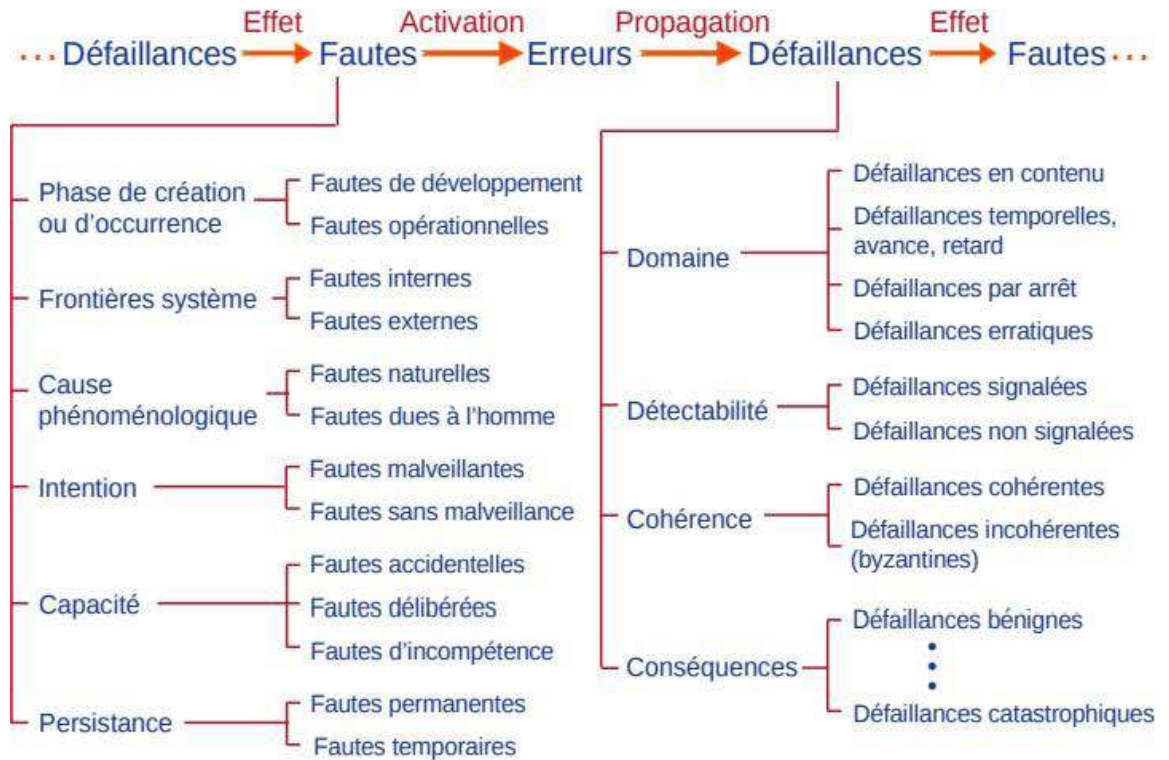 Effet Activation Propagation Effet
... Défaillances Fautes Erreurs Défaillances Fautes ...
Phase de création
ou d'occurrence
Fautes de développement
Fautes opérationnelles
Frontières système
Fautes internes
Fautes externes
Cause
phénoménologique
Fautes naturelles
Fautes dues à l'homme
Intention
Fautes malveillantes
Fautes sans malveillance
Capacité
Fautes accidentelles
Fautes délibérées
Fautes d'incompétence
Persistance
Fautes permanentes
Fautes temporaires
Domaine
Défaillances en contenu
Défaillances temporelles,
avance, retard
Défaillances par arrêt
Défaillances erratiques
Détectabilité
Défaillances signalées
Défaillances non signalées
Cohérence
Défaillances cohérentes
Défaillances incohérentes
(byzantines)
Conséquences
Défaillances bénignes
Défaillances catastrophiques